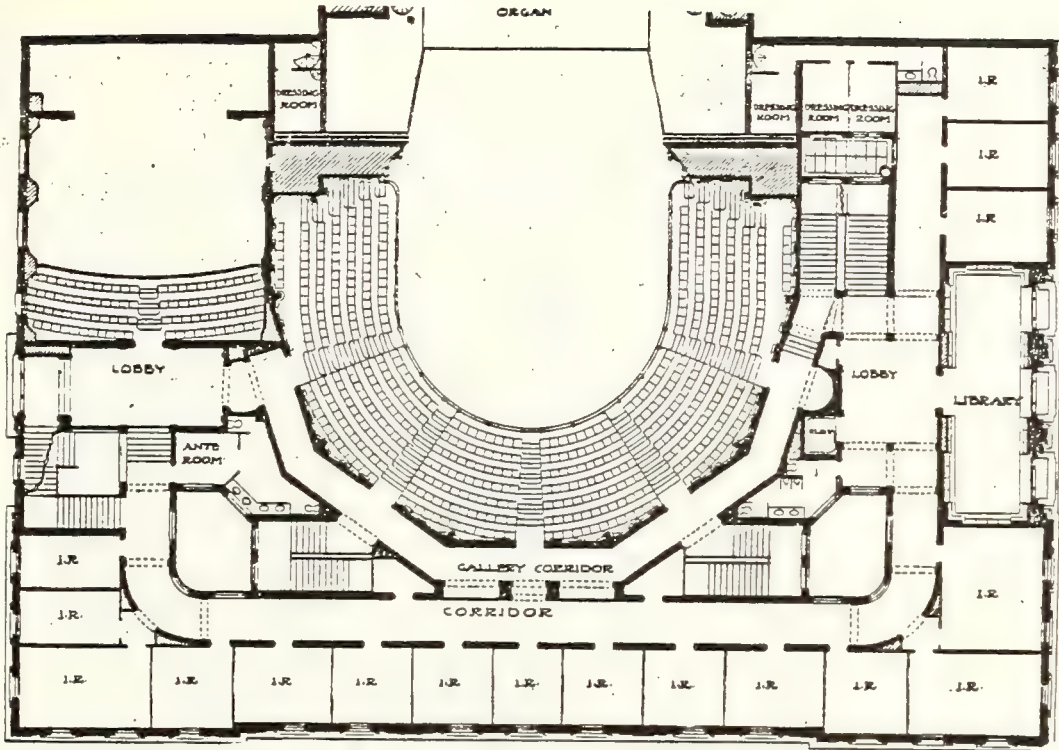 ORGAN
DRESSING
ROOM
DRESSING
ROOM
DRESSING
ROOM
DRESSING
ROOM
I.R
I.R
I.R
LOBBY
LOBBY
LIBRARY
ANTE
ROOM
GALLERY CORRIDOR
CORRIDOR
I.R
I.R.
I.R
I.R.
I.R
I.R
I.R
I.R
I.R.
I.R
I.R
I.R
I.R
I.R